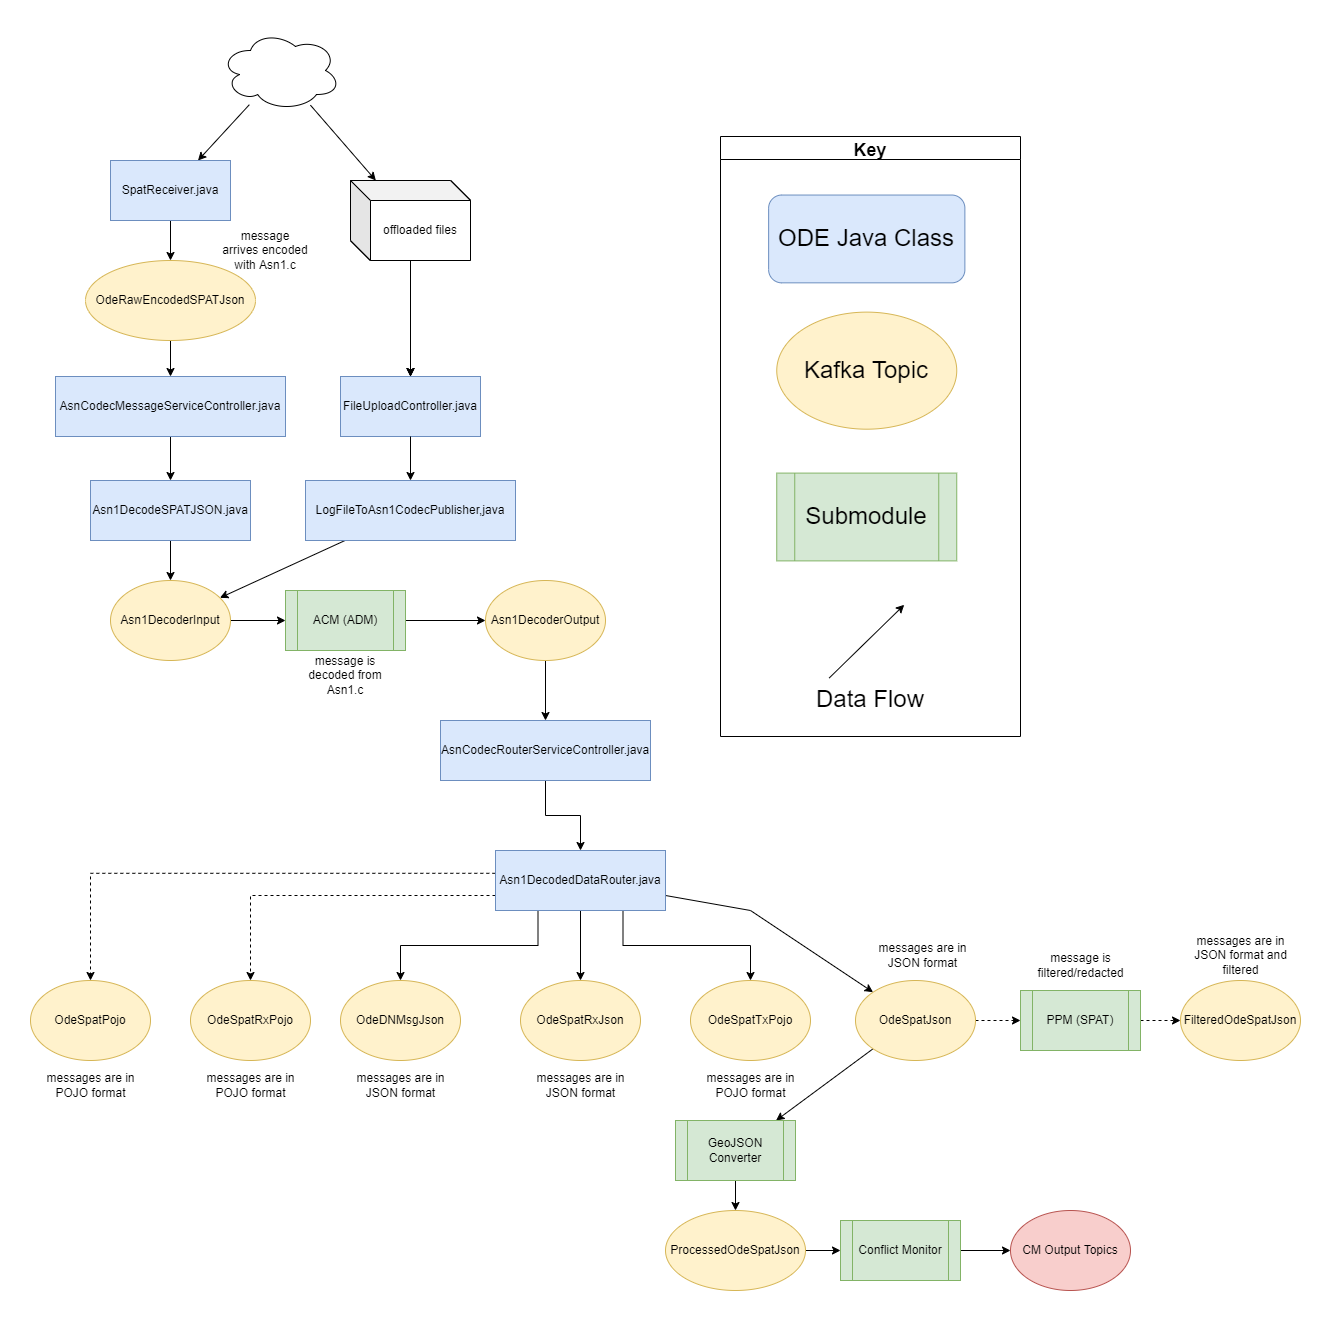 Key
SpatReceiver.java
offloaded files
message
arrives encoded
with Asn1.c
ODE Java Class
OdeRawEncodedSPATJson
Kafka Topic
AsnCodecMessageServiceController.java
FileUploadController.java
Asn1DecodeSPATJSON.java
LogFileToAsn1CodecPublisher.java
Submodule
Asn1DecoderInput
ACM (ADM)
Asn1DecoderOutput
message is
decoded from
Asn1.c
Data Flow
AsnCodecRouterServiceController.java
Asn1DecodedDataRouter.java
messages are in
JSON format
message is
filtered/redacted
messages are in
JSON format and
filtered
OdeSpatPojo
OdeSpatRxPojo
OdeDNMsgJson
OdeSpatRxJson
OdeSpatTxPojo
OdeSpatJson
PPM (SPAT)
FilteredOdeSpatJson
messages are in
POJO format
messages are in
POJO format
messages are in
JSON format
messages are in
JSON format
messages are in
POJO format
GeoJSON
Converter
ProcessedOdeSpatJson
Conflict Monitor
CM Output Topics